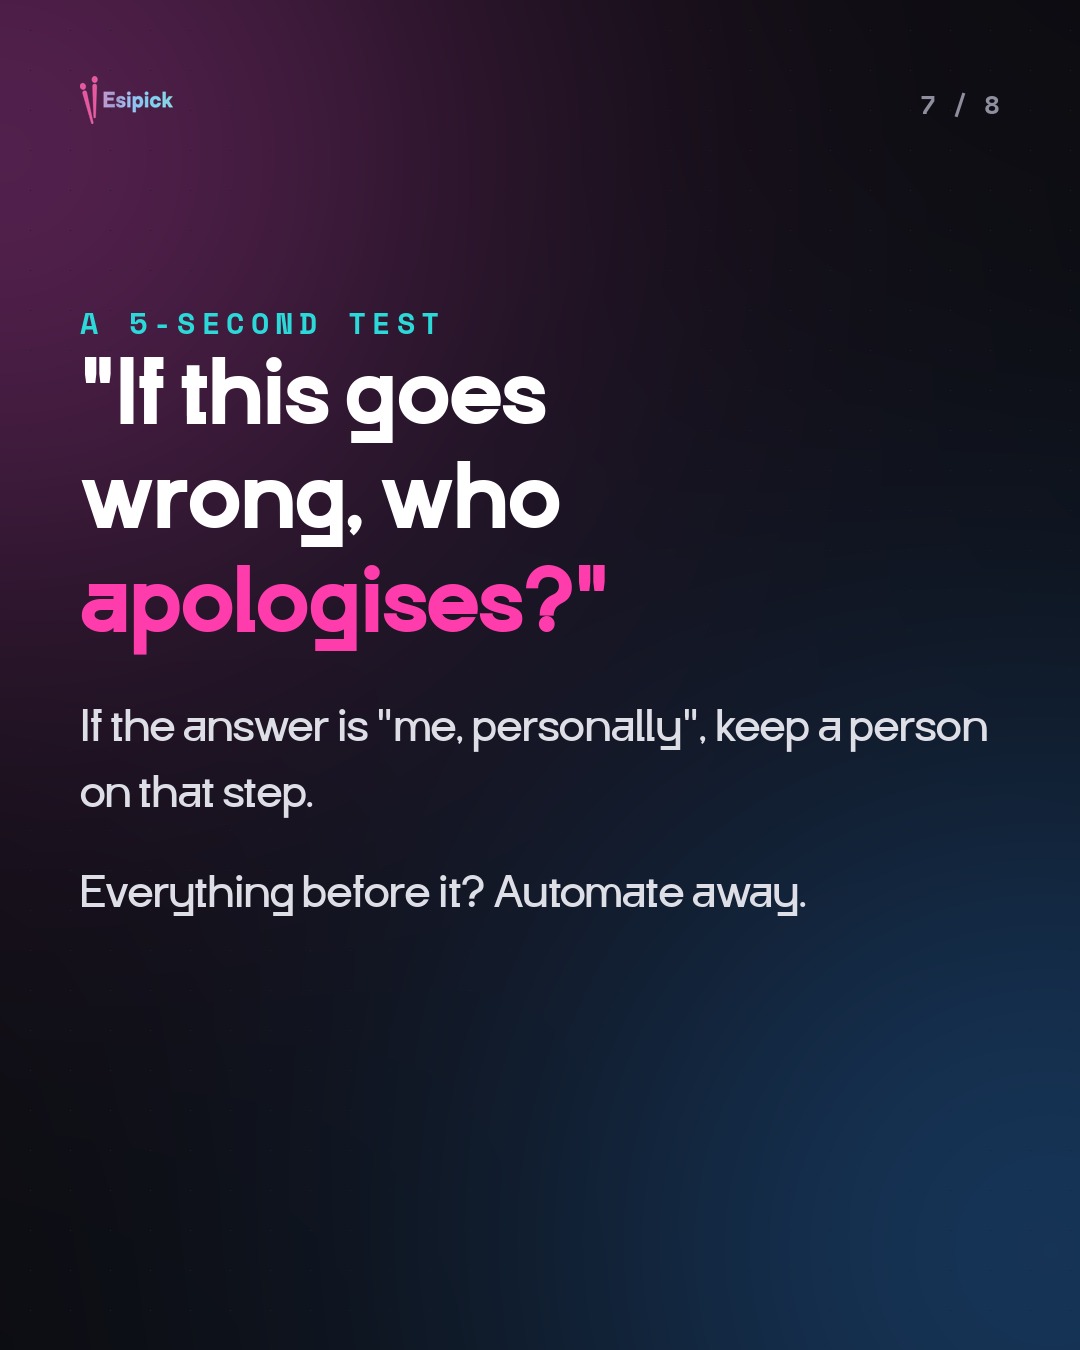 Esipick
7 / 8
A 5-SECOND TEST
"If this goes
wrong, who
apologises?"
If the answer is "me, personally", keep a person
on that step.
Everything before it? Automate away.